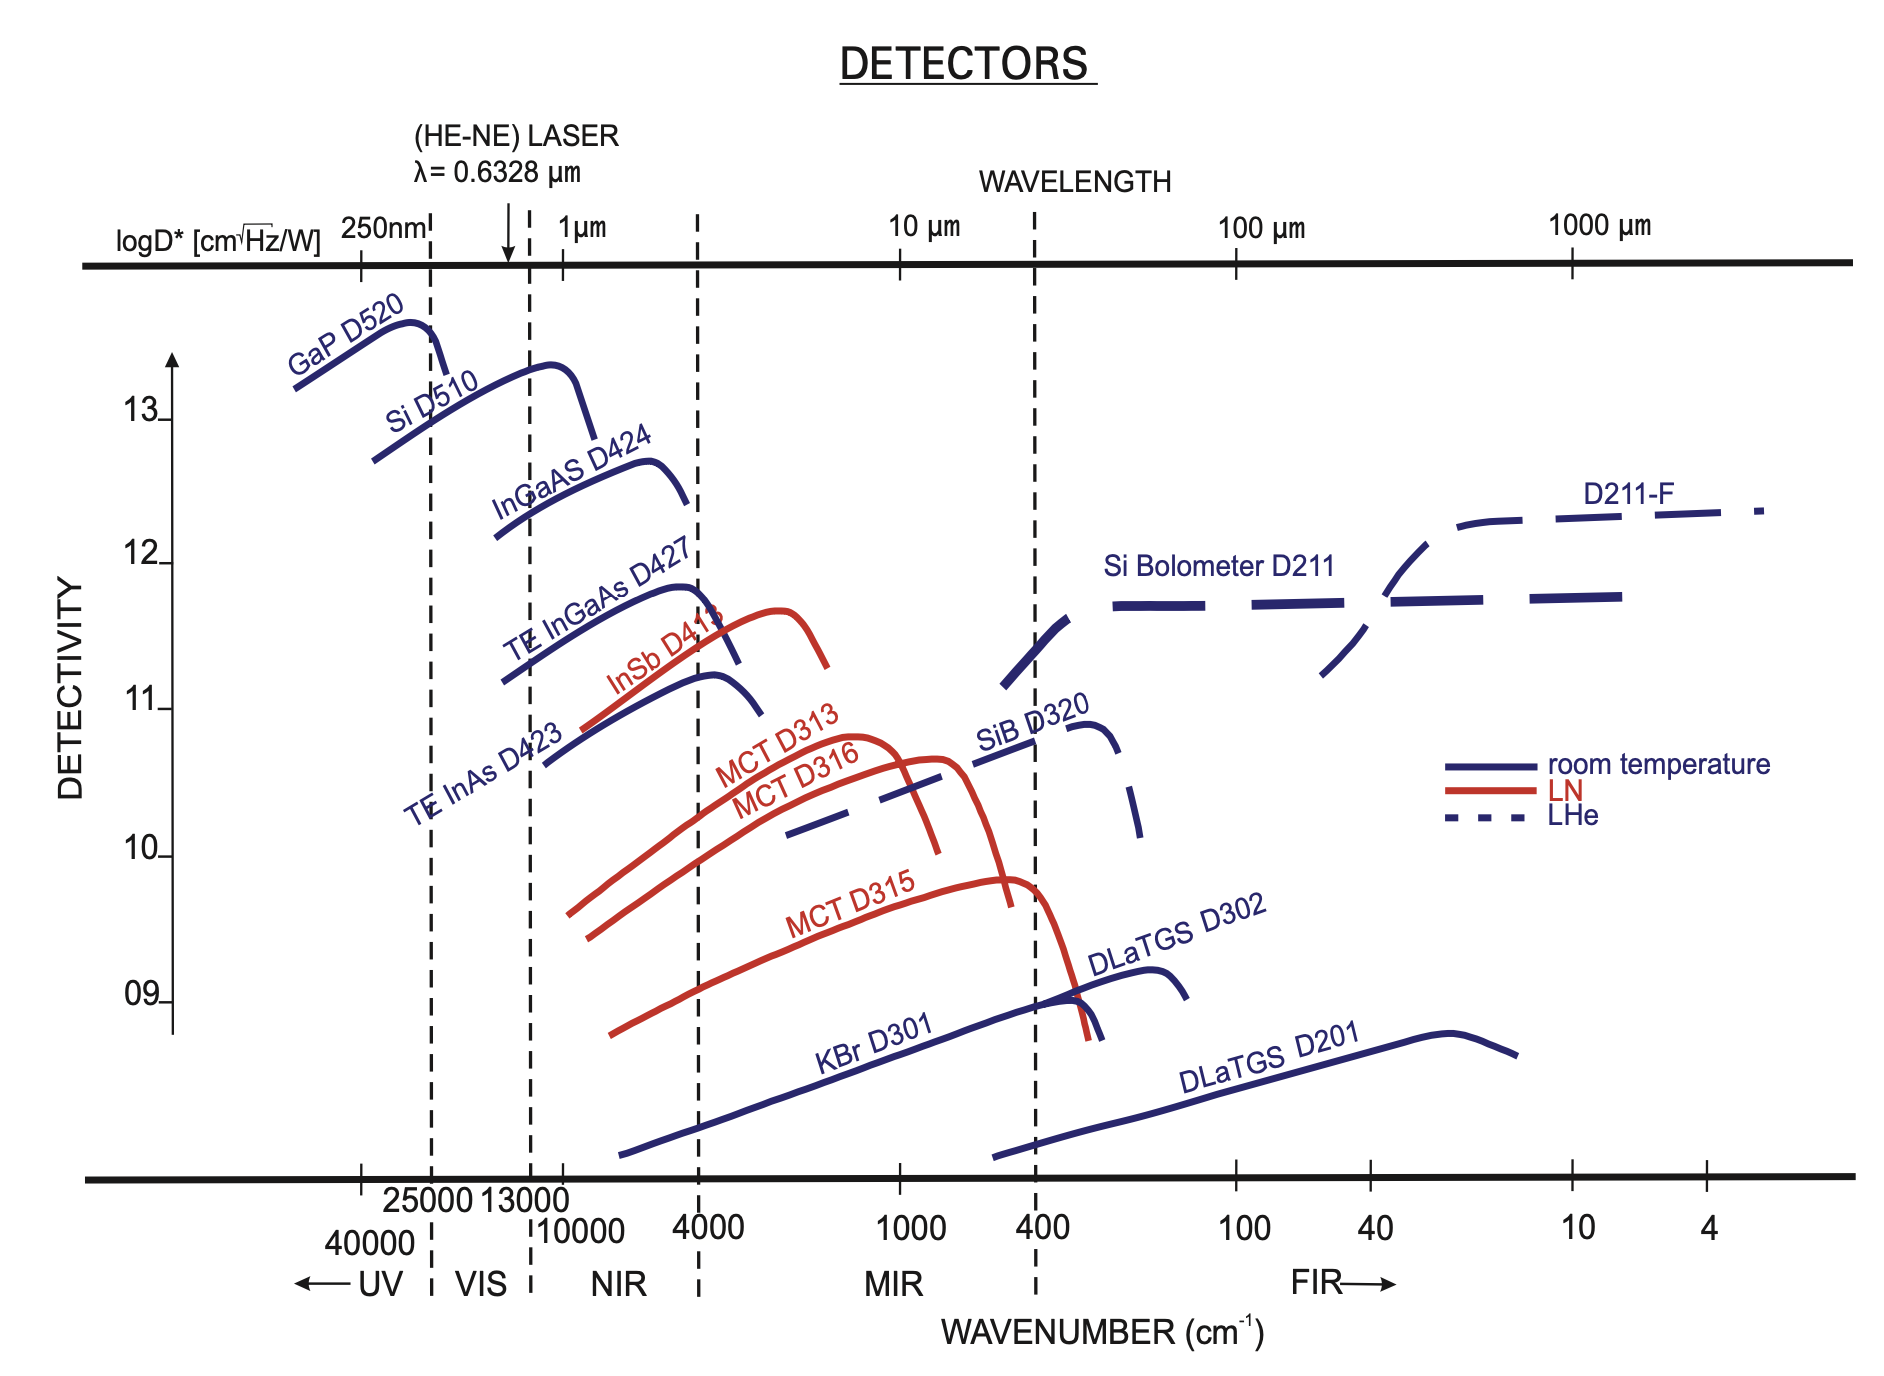 DETECTORS
(HE-NE) LASER
λ= 0.6328 µm
WAVELENGTH
logD* [cm√Hz/W]
250nm
1µm
10 µm
100 µm
1000 µm
GaP D520
Si D510
InGaAS D424
TE InGaAs D427
InSb D413
TE InAs D423
MCT D313
MCT D316
MCT D315
SiB D320
Si Bolometer D211
D211-F
DLaTGS D302
KBr D301
DLaTGS D201
DETECTIVITY
13
12
11
10
09
room temperature
LN
LHe
25000 13000
40000
10000
4000
1000
400
100
40
10
4
UV
VIS
NIR
MIR
FIR
WAVENUMBER (cm⁻¹)